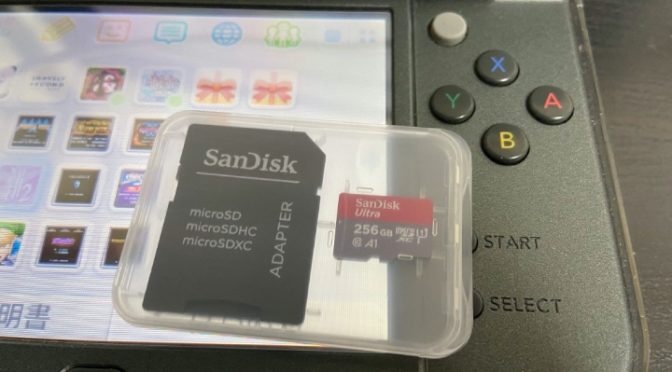 SanDisk
microSD
microSDHC
microSDXC
ADAPTER
SanDisk
Ultra
256GB
A1
X
Y
A
B
START
SELECT
明書